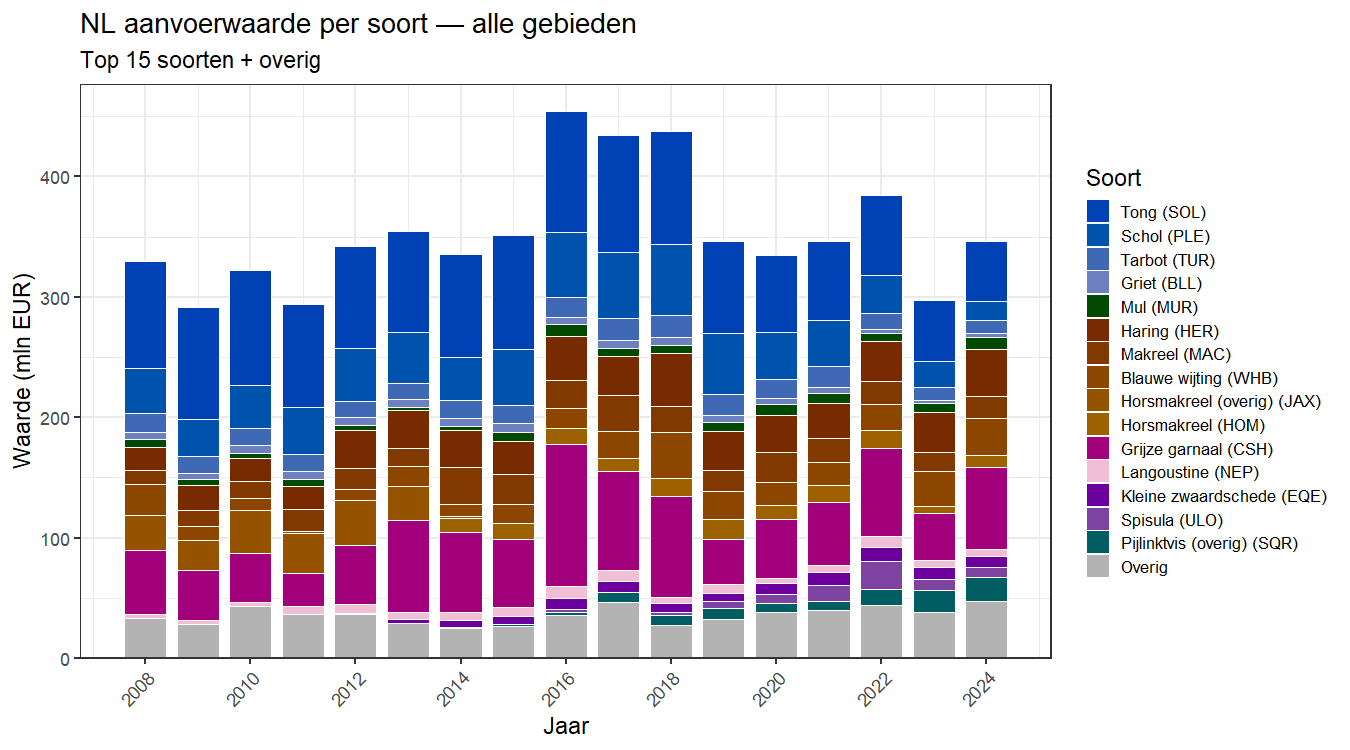 NL aanvoerwaarde per soort — alle gebieden
Top 15 soorten + overig
Waarde (mln EUR)
400
300
200
100
0
2008
2010
2012
2014
2016
2018
2020
2022
2024
Jaar
Soort
Tong (SOL)
Schol (PLE)
Tarbot (TUR)
Griet (BLL)
Mul (MUR)
Haring (HER)
Makreel (MAC)
Blauwe wijting (WHB)
Horsmakreel (overig) (JAX)
Horsmakreel (HOM)
Grijze garnaal (CSH)
Langoustine (NEP)
Kleine zwaardschede (EQE)
Spisula (ULO)
Pijlinktvis (overig) (SQR)
Overig